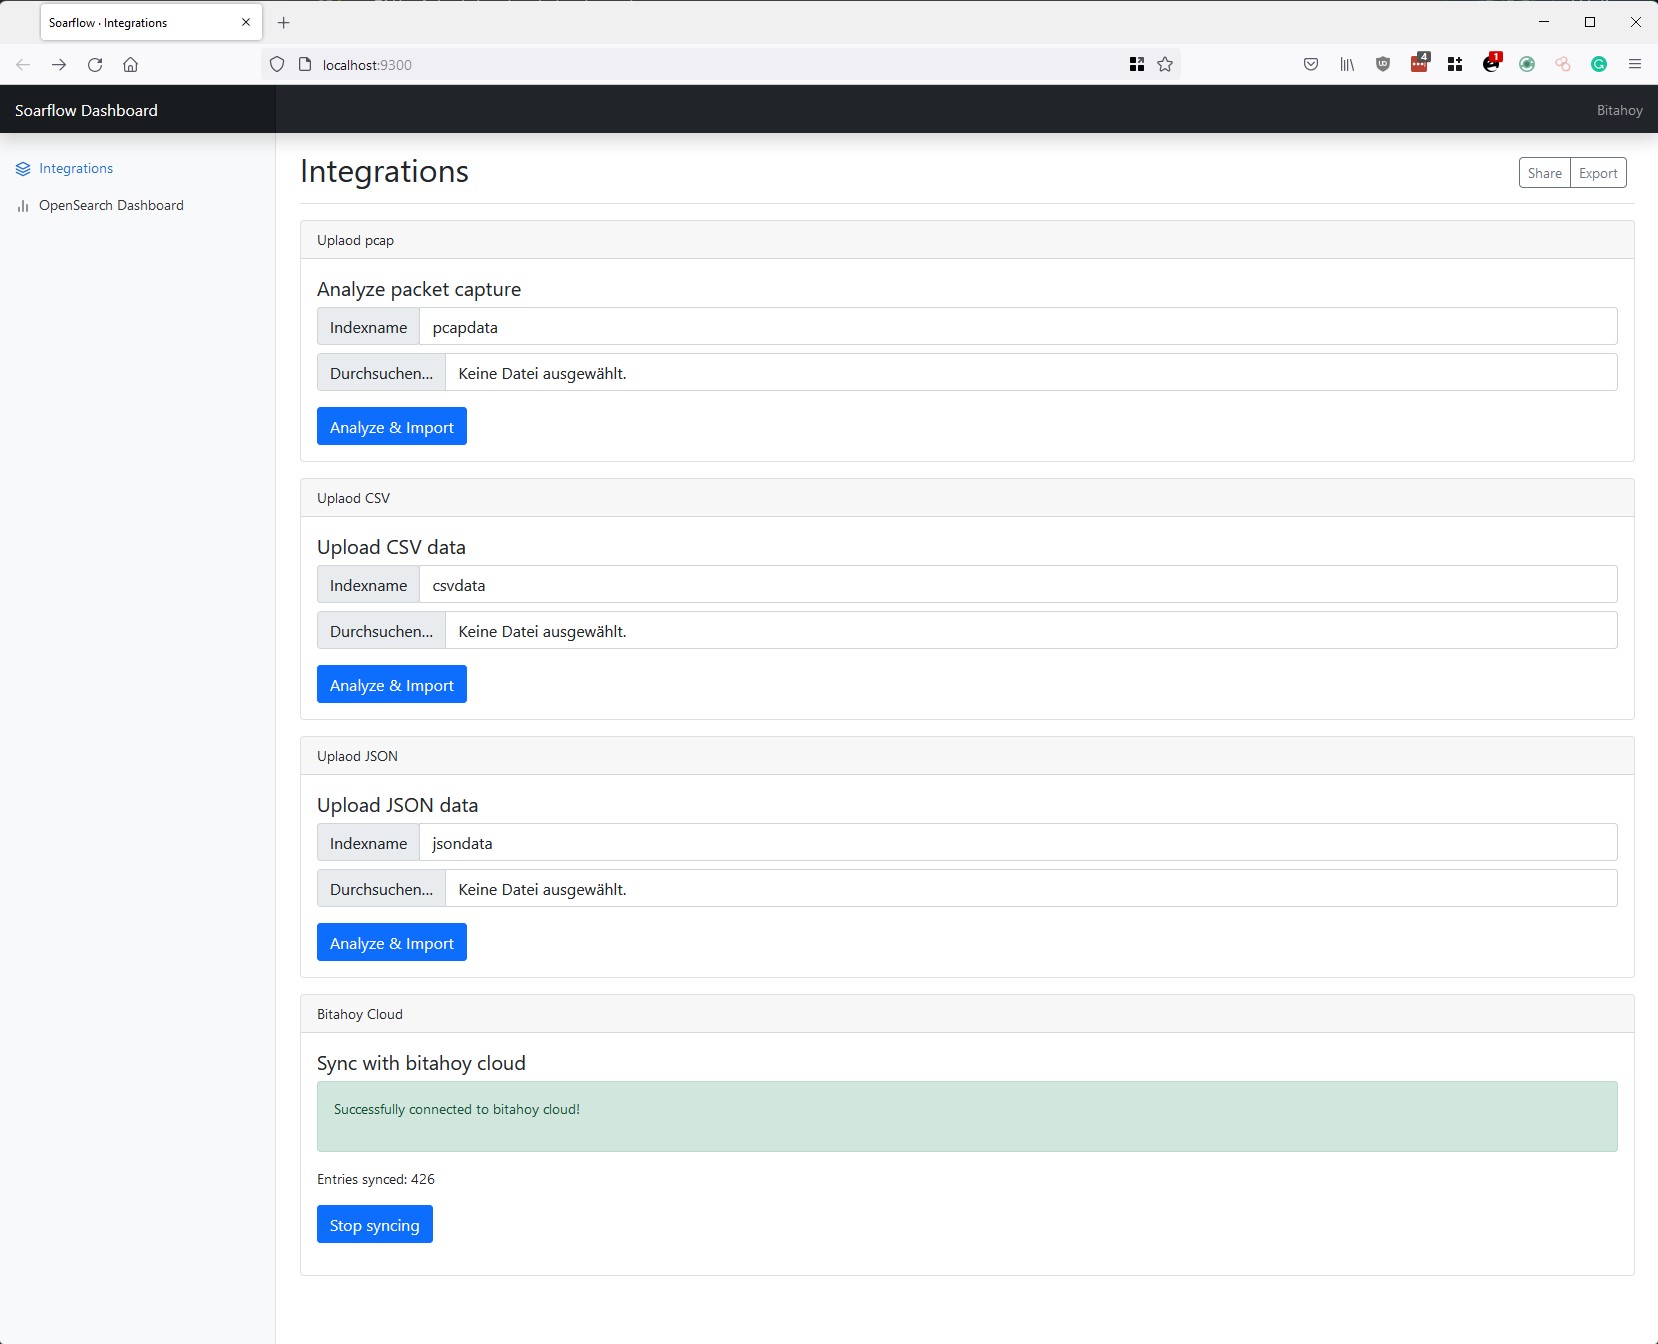 Soarflow · Integrations
localhost:9300
4
1
Soarflow Dashboard
Bitahoy
Integrations
OpenSearch Dashboard
Integrations
Share
Export
Uplaod pcap
Analyze packet capture
Indexname
pcapdata
Durchsuchen...
Keine Datei ausgewählt.
Analyze & Import
Uplaod CSV
Upload CSV data
Indexname
csvdata
Durchsuchen...
Keine Datei ausgewählt.
Analyze & Import
Uplaod JSON
Upload JSON data
Indexname
jsondata
Durchsuchen...
Keine Datei ausgewählt.
Analyze & Import
Bitahoy Cloud
Sync with bitahoy cloud
Successfully connected to bitahoy cloud!
Entries synced: 426
Stop syncing